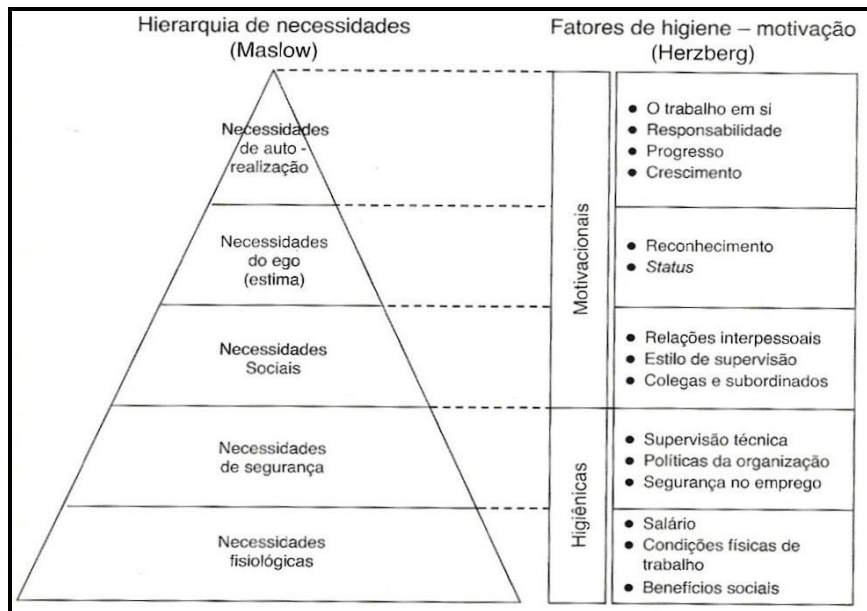 Hierarquia de necessidades
(Maslow)
Necessidades
de auto -
realização
Necessidades
do ego
(estima)
Necessidades
Sociais
Necessidades
de segurança
Necessidades
fisiológicas
Fatores de higiene – motivação
(Herzberg)
Motivacionais
Higiênicas
● O trabalho em si
● Responsabilidade
● Progresso
● Crescimento
● Reconhecimento
● Status
● Relações interpessoais
● Estilo de supervisão
● Colegas e subordinados
● Supervisão técnica
● Políticas da organização
● Segurança no emprego
● Salário
● Condições físicas de
trabalho
● Benefícios sociais